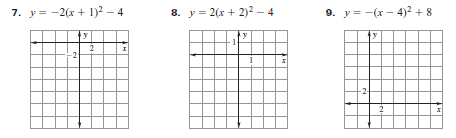 7. y = -2(x + 1)² - 4
8. y = 2(x + 2)² - 4
9. y = -(x - 4)² + 8
y
2
x
-2
y
1
1
x
y
2
2
x